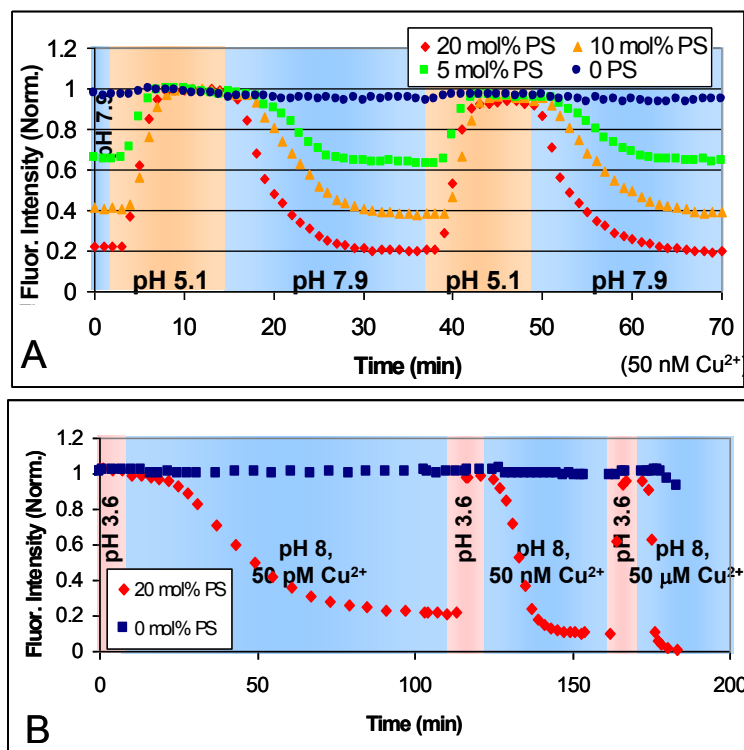 1.2
1
0.8
0.6
0.4
0.2
0
Fluor. Intensity (Norm.)
20 mol% PS
10 mol% PS
5 mol% PS
0 PS
pH 7.9
pH 5.1
pH 7.9
pH 5.1
pH 7.9
0 10 20 30 40 50 60 70
A
Time (min)
(50 nM Cu²⁺)
1.2
1
0.8
0.6
0.4
0.2
0
Fluor. Intensity (Norm.)
pH 3.6
pH 8,
50 pM Cu²⁺
pH 3.6
pH 8,
50 nM Cu²⁺
pH 3.6
pH 8,
50 μM Cu²⁺
20 mol% PS
0 mol% PS
0 50 100 150 200
B
Time (min)